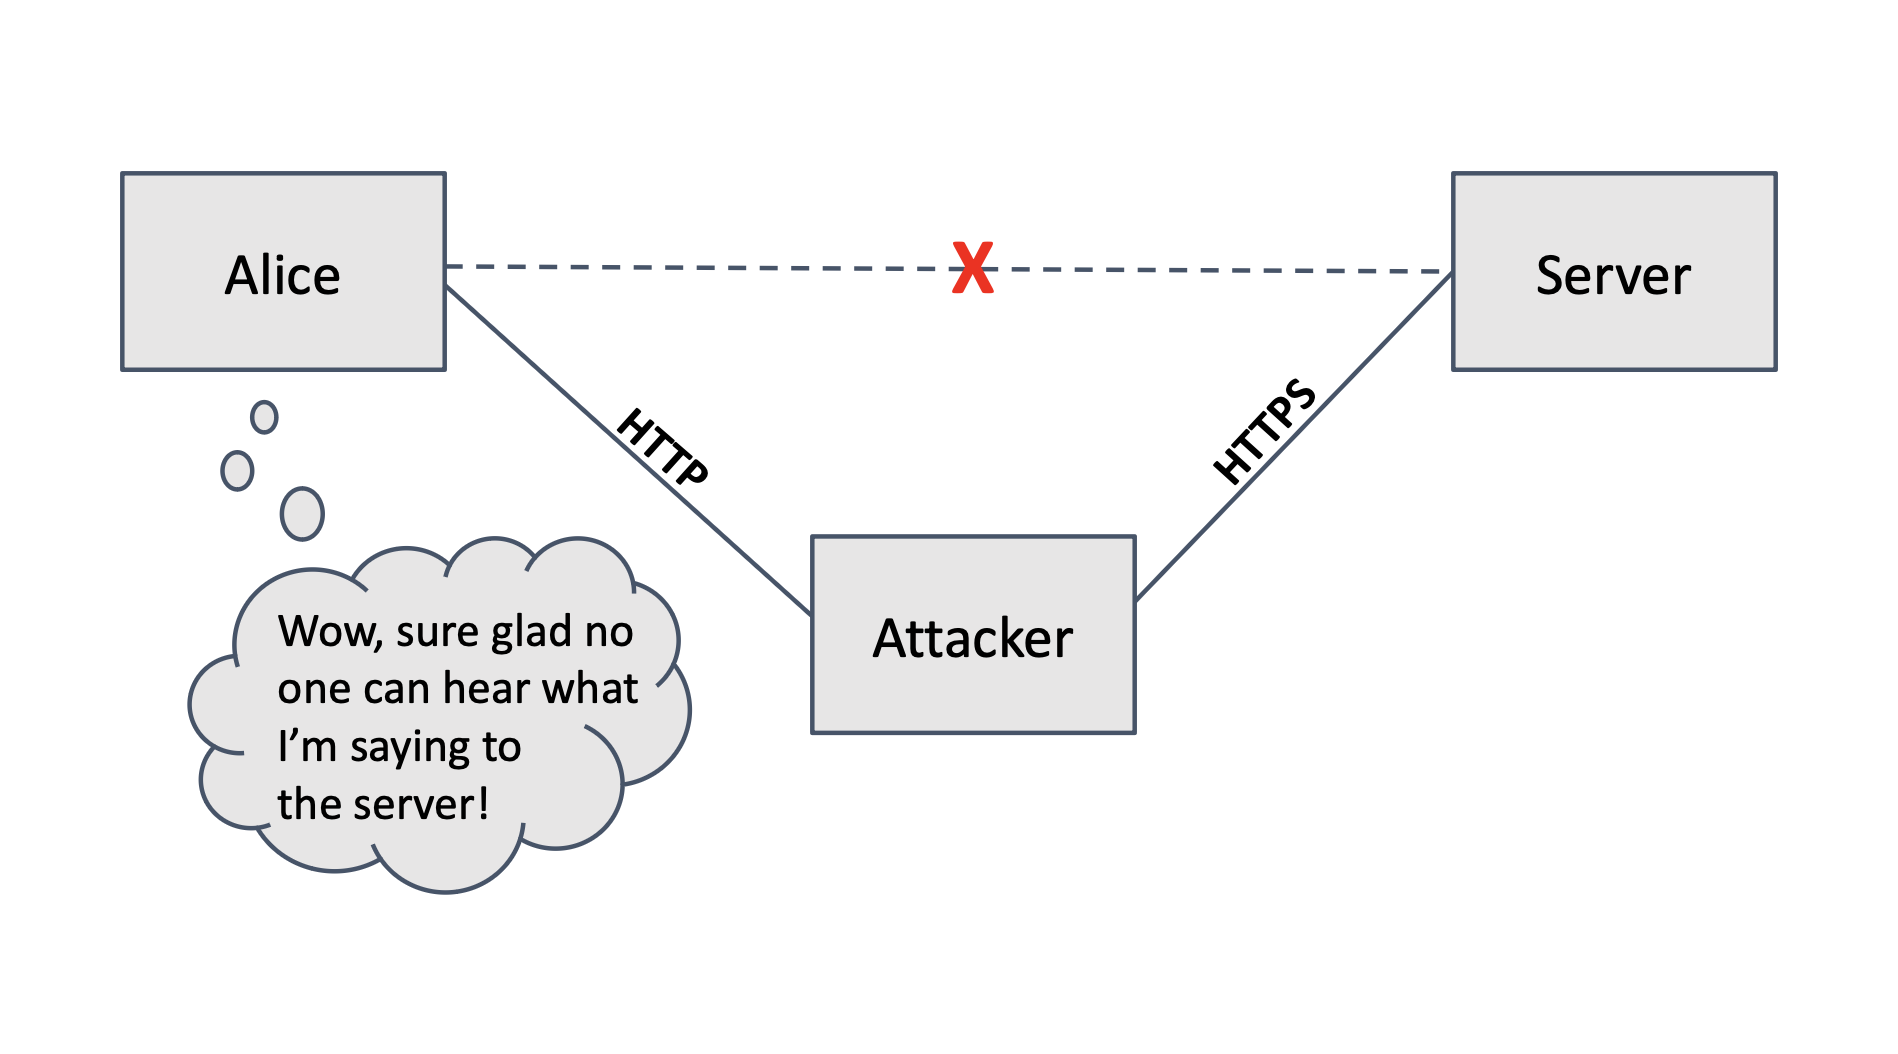 Alice
X
Server
HTTP
HTTPS
Attacker
Wow, sure glad no
one can hear what
I’m saying to
the server!